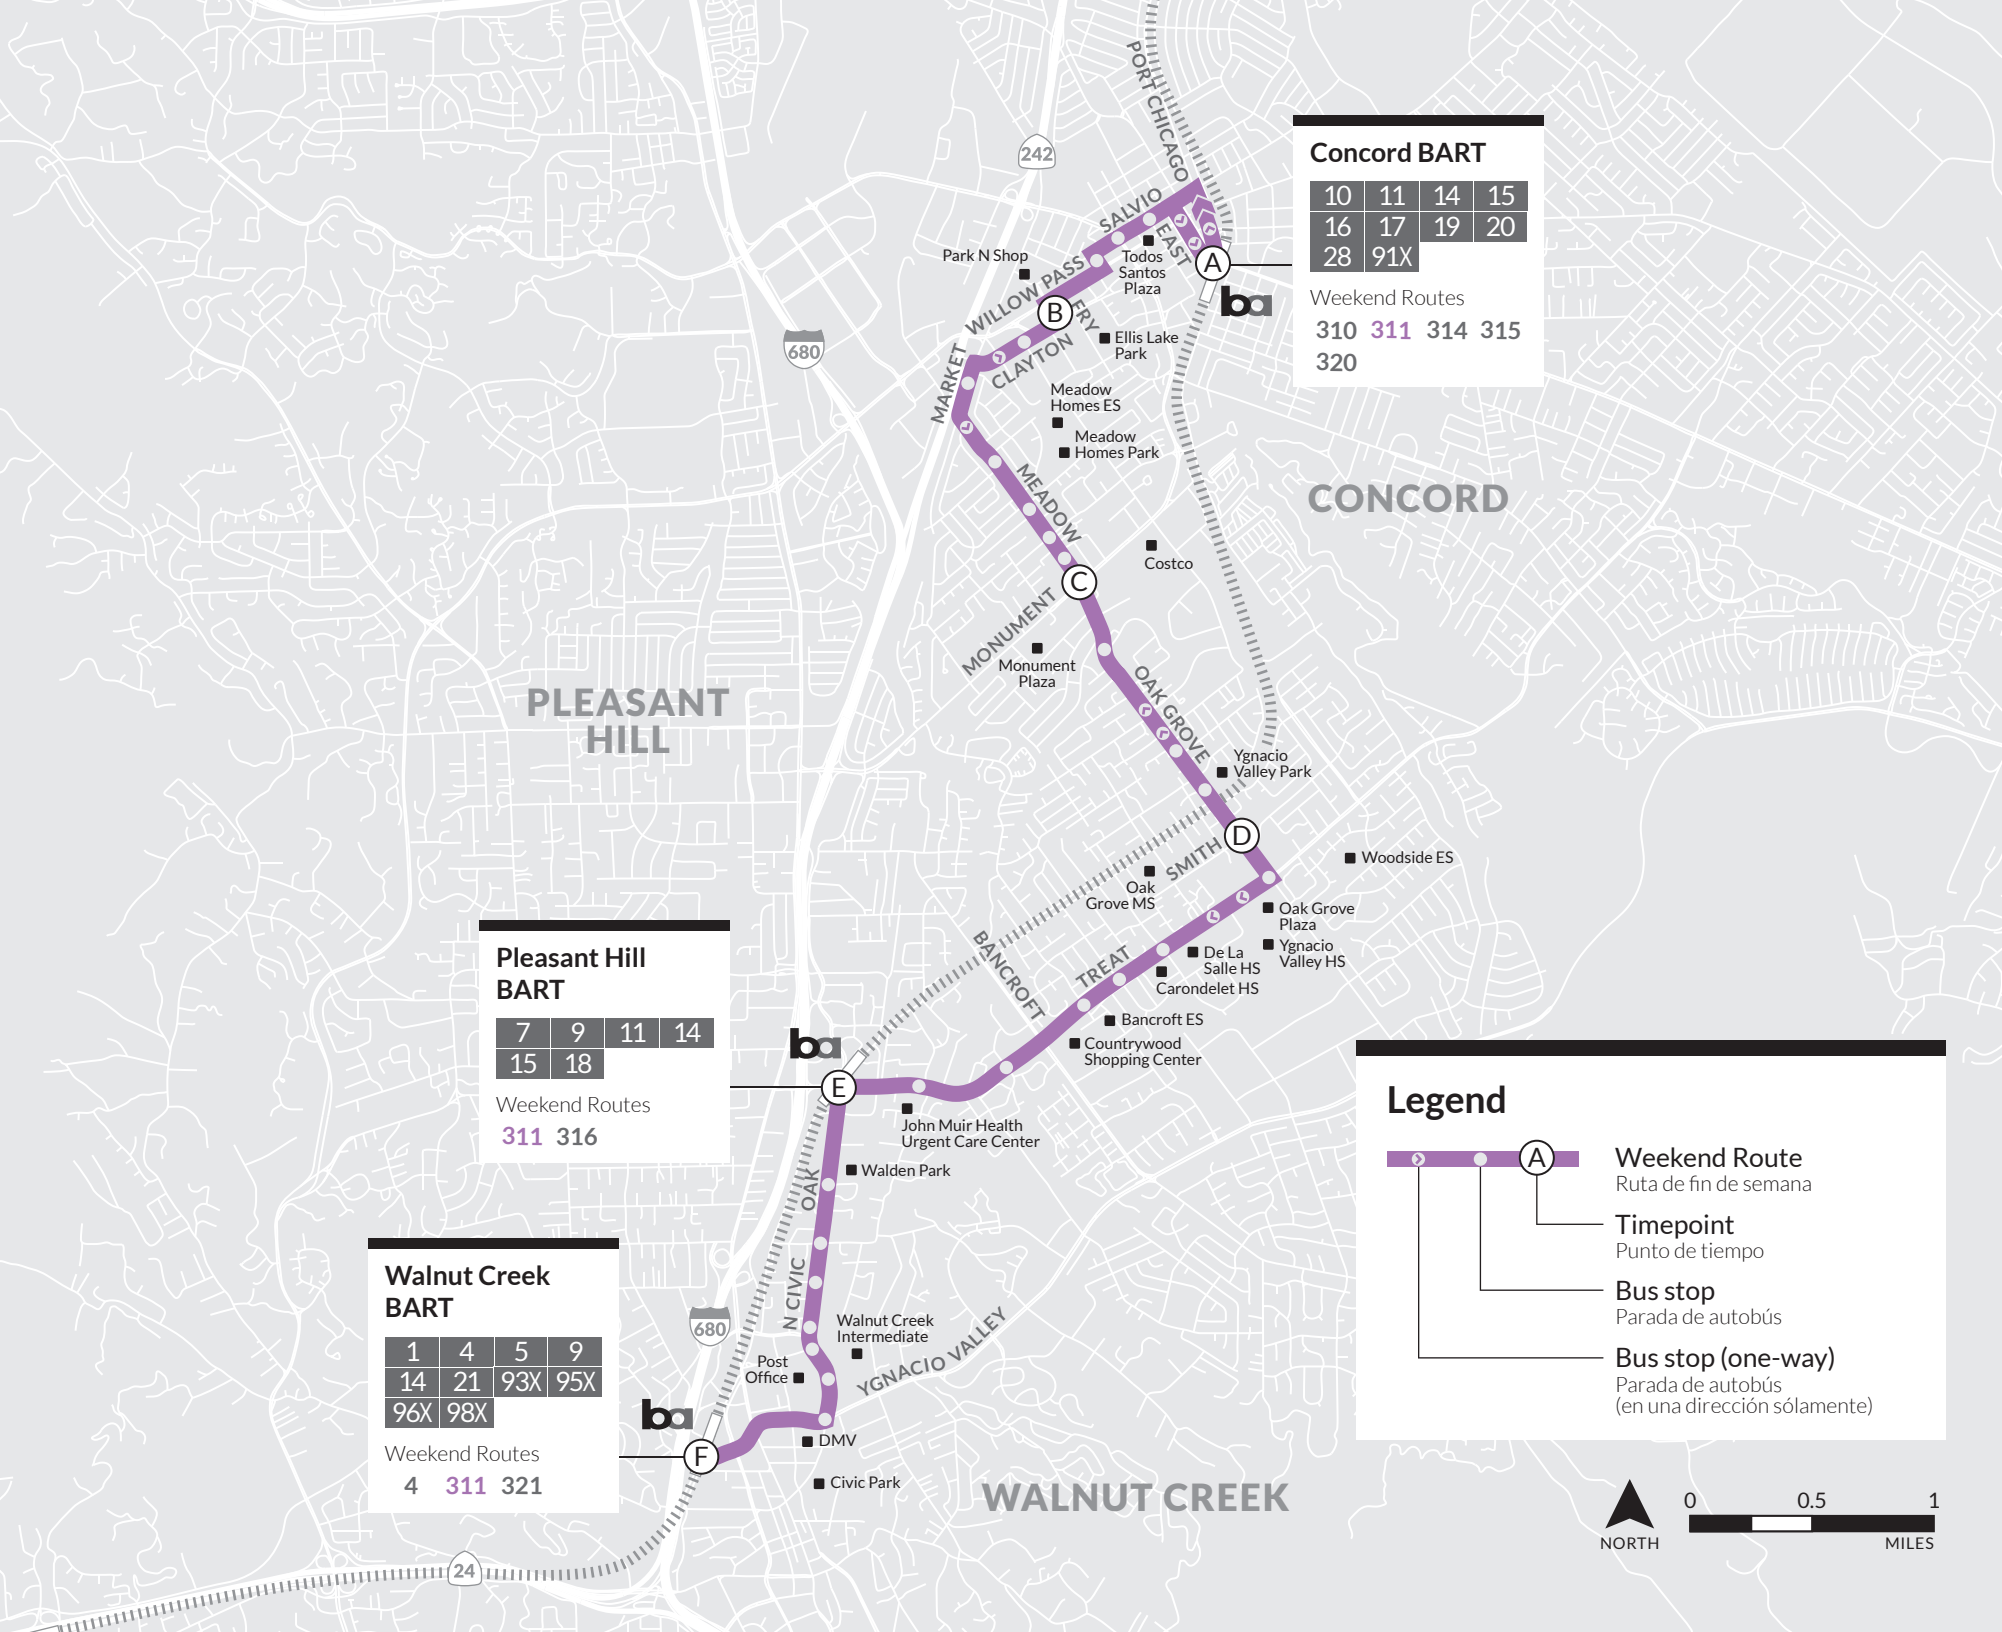 PORT CHICAGO
242
Concord BART
10 11 14 15
16 17 19 20
28 91X
Weekend Routes
310 311 314 315
320
SALVIO
EAST
A
Park N Shop
Todos
Santos
Plaza
WILLOW PASS
ba
B
FRY
Ellis Lake
Park
680
CLAYTON
MARKET
Meadow
Homes ES
Meadow
Homes Park
MEADOW
CONCORD
Costco
C
MONUMENT
Monument
Plaza
PLEASANT
HILL
OAK GROVE
Ygnacio
Valley Park
D
SMITH
Woodside ES
Oak
Grove MS
Oak Grove
Plaza
Ygnacio
Valley HS
BANCROFT
TREAT
De La
Salle HS
Carondelet HS
Bancroft ES
Countrywood
Shopping Center
Pleasant Hill
BART
7 9 11 14
15 18
Weekend Routes
311 316
ba
E
John Muir Health
Urgent Care Center
Walden Park
OAK
N CIVIC
Walnut Creek
BART
1 4 5 9
14 21 93X 95X
96X 98X
Weekend Routes
4 311 321
680
Walnut Creek
Intermediate
Post
Office
YGNACIO VALLEY
ba
F
DMV
Civic Park
WALNUT CREEK
24
Legend
A
Weekend Route
Ruta de fin de semana
Timepoint
Punto de tiempo
Bus stop
Parada de autobús
Bus stop (one-way)
Parada de autobús
(en una dirección sólamente)
NORTH
0 0.5 1
MILES